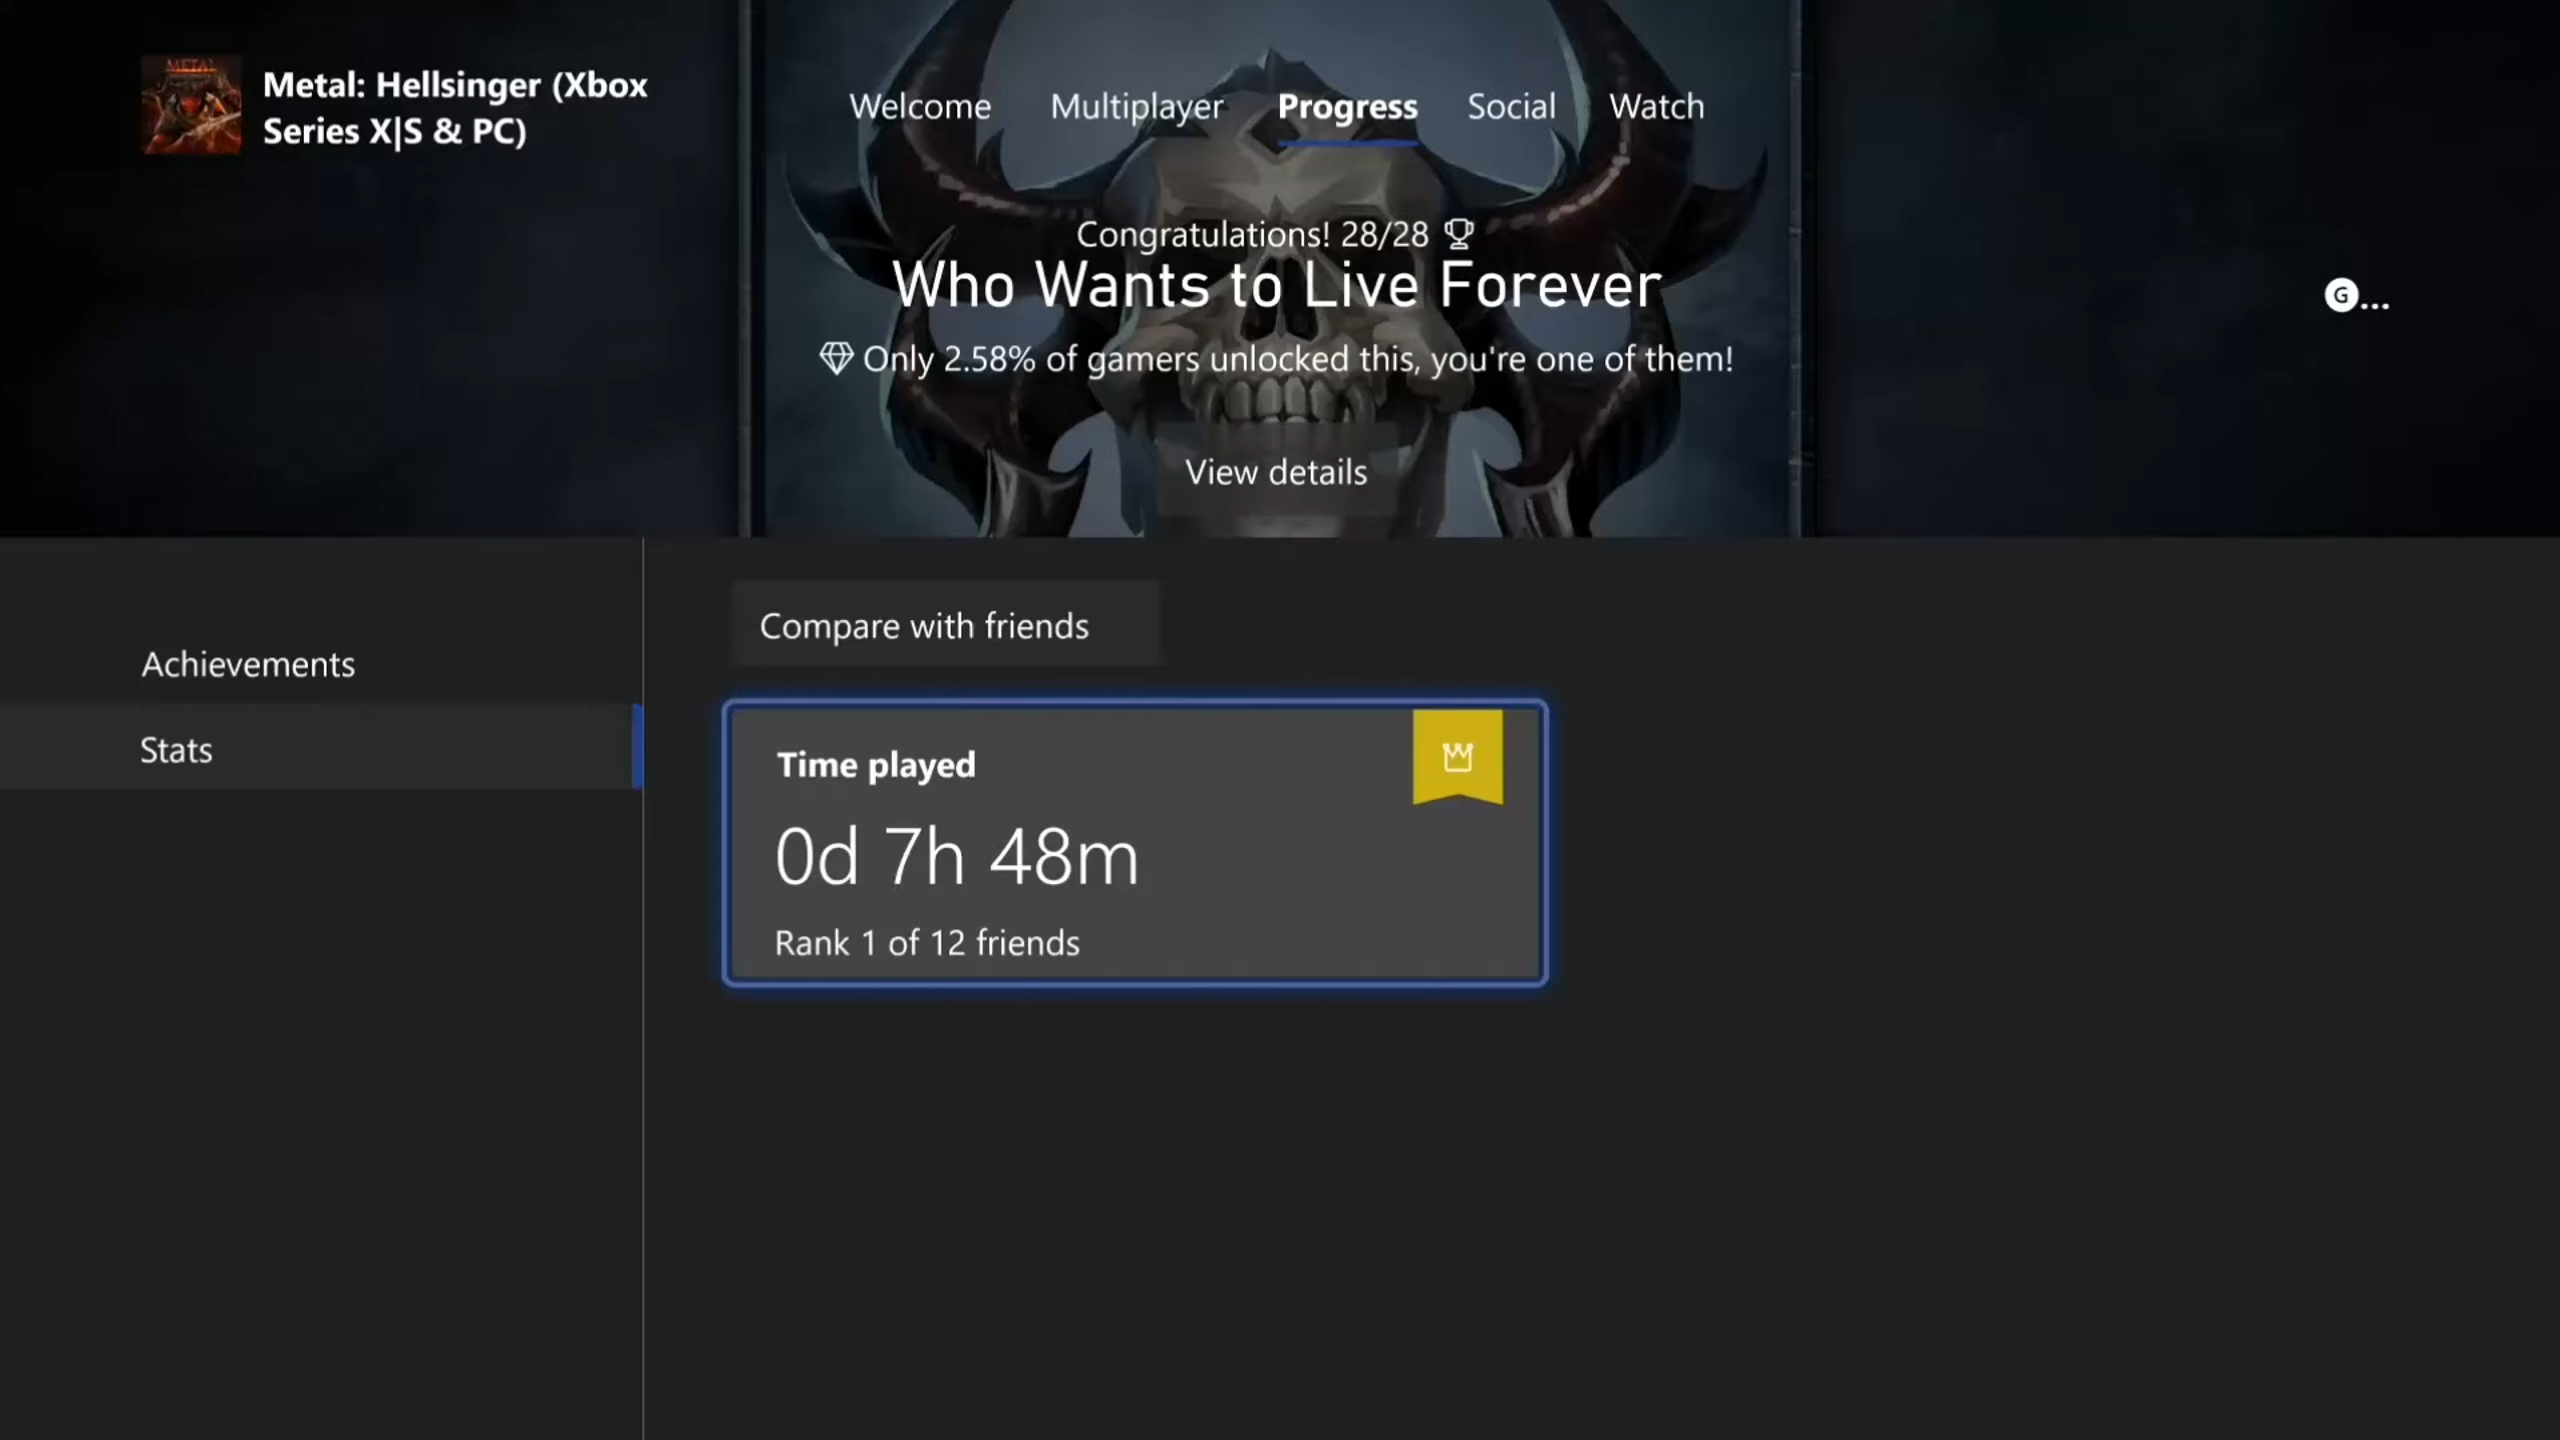 METAL
Metal: Hellsinger (Xbox
Series X|S & PC)
Welcome
Multiplayer
Progress
Social
Watch
Congratulations! 28/28
Who Wants to Live Forever
Only 2.58% of gamers unlocked this, you're one of them!
G...
View details
Achievements
Stats
Compare with friends
Time played
0d 7h 48m
Rank 1 of 12 friends